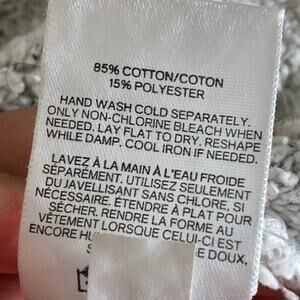 85% COTTON/COTON
15% POLYESTER
HAND WASH COLD SEPARATELY.
ONLY NON-CHLORINE BLEACH WHEN
NEEDED. LAY FLAT TO DRY. RESHAPE
WHILE DAMP. COOL IRON IF NEEDED.
LAVEZ À LA MAIN À L'EAU FROIDE
SÉPARÉMENT. UTILISEZ SEULEMENT
DU JAVELLISANT SANS CHLORE, SI
NÉCESSAIRE. ÉTENDRE À PLAT POUR
SÉCHER. RENDRE LA FORME AU
VÊTEMENT LORSQUE CELUI-CI EST
ENCORE
DOUX,